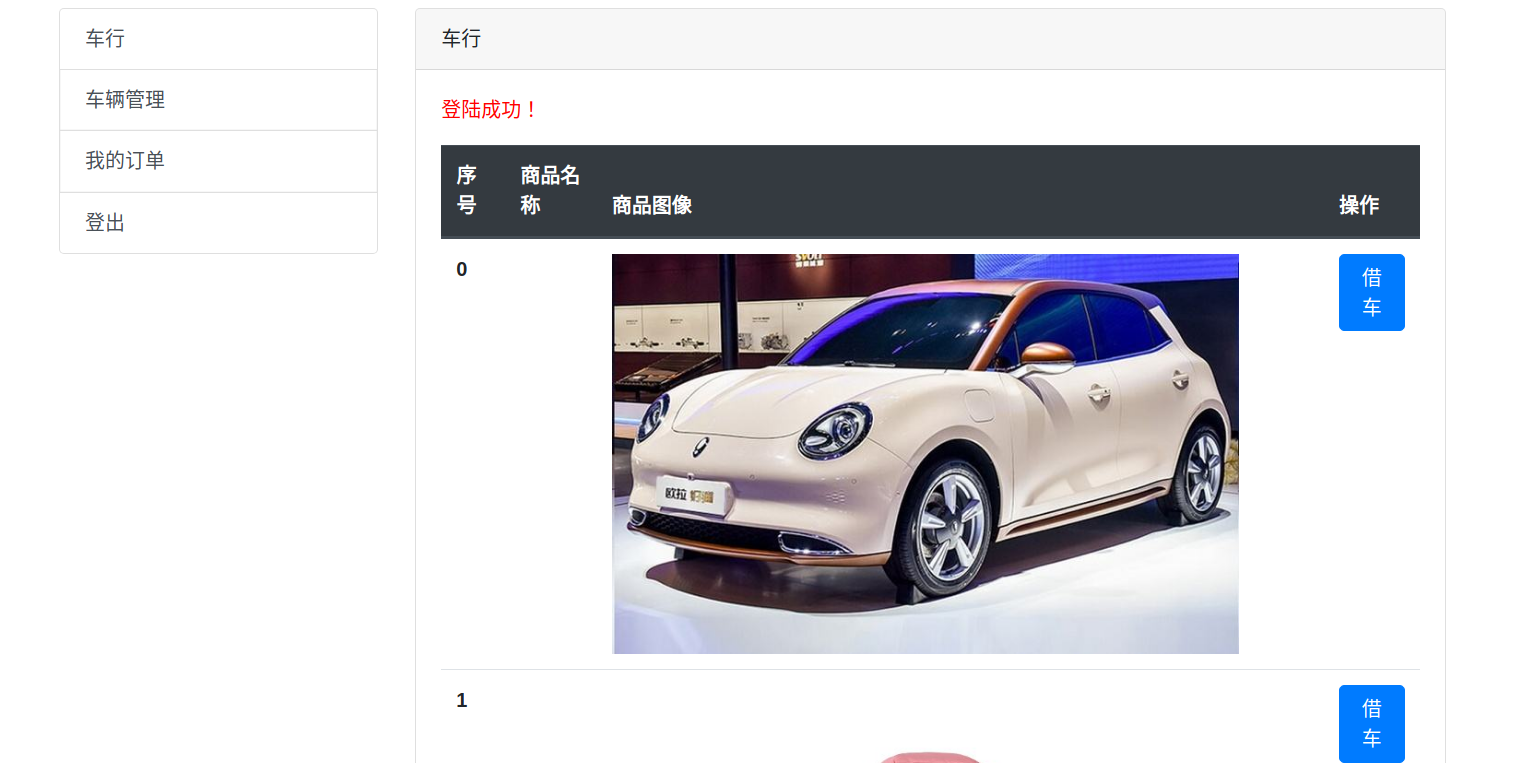 车行
车辆管理
我的订单
登出
车行
登陆成功！
序号
商品名称
商品图像
操作
0
SVOLT
欧拉 好猫
借车
1
借车